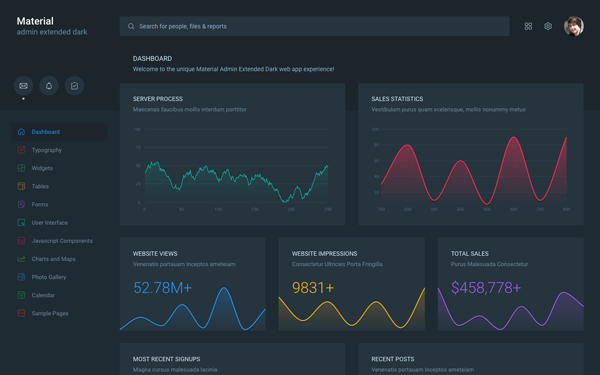 Material
admin extended dark
Search for people, files & reports
Dashboard
Typography
Widgets
Tables
Forms
User Interface
Javascript Components
Charts and Maps
Photo Gallery
Calendar
Sample Pages
DASHBOARD
Welcome to the unique Material Admin Extended Dark web app experience!
SERVER PROCESS
Maecenas faucibus mollis interdum porttitor
100
75
50
25
0
0
50
100
150
200
250
SALES STATISTICS
Vestibulum purus quam scelerisque, mollis nonummy metus
100
80
60
40
20
100
200
300
400
500
600
700
800
WEBSITE VIEWS
Venenatis portauam Inceptos ameteiam
52.78M+
WEBSITE IMPRESSIONS
Consectetur Ultricies Porta Fringilla
9831+
TOTAL SALES
Purus Malesuada Consectetur
$458,778+
MOST RECENT SIGNUPS
Magna cursus malesuada lacinia
RECENT POSTS
Venenatis portauam Inceptos ameteiam